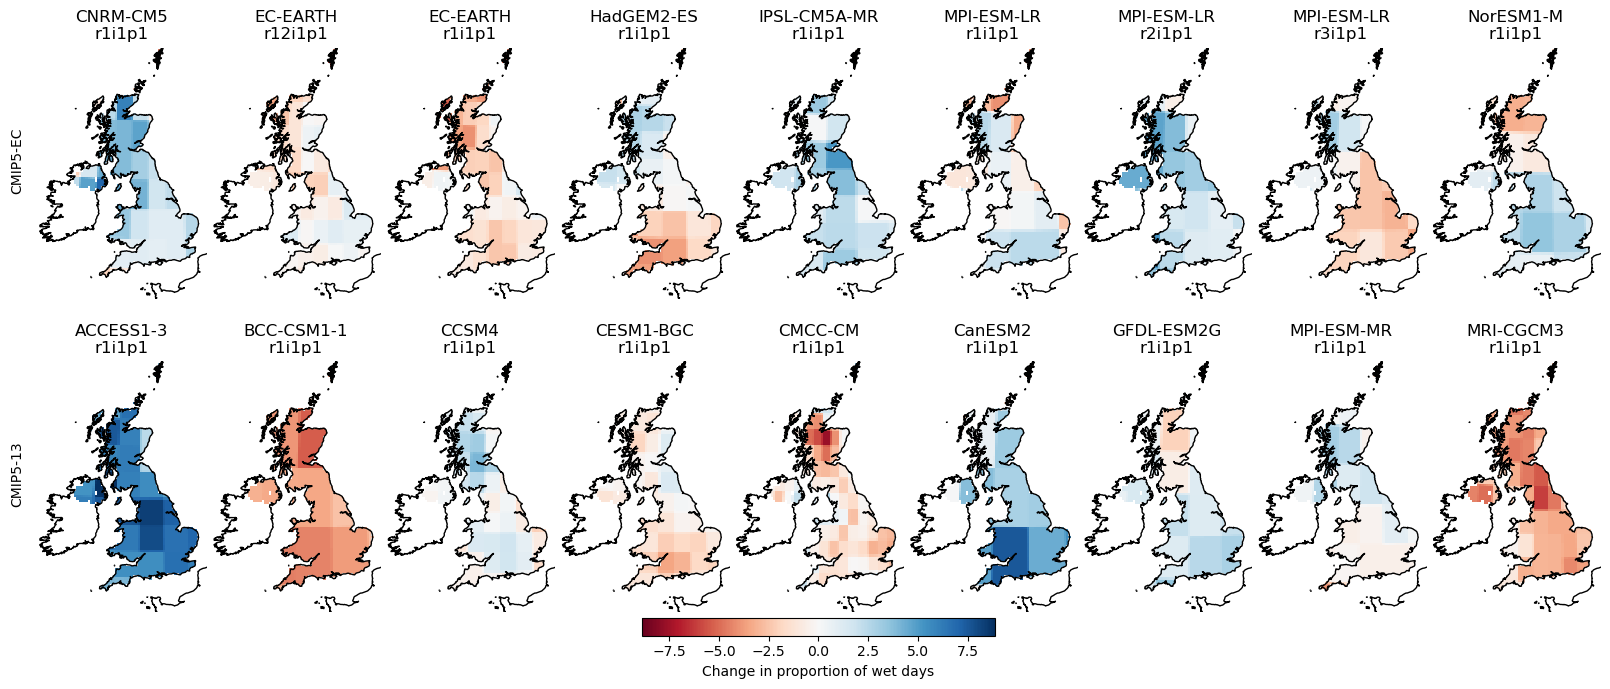 CNRM-CM5
r1i1p1
EC-EARTH
r12i1p1
EC-EARTH
r1i1p1
HadGEM2-ES
r1i1p1
IPSL-CM5A-MR
r1i1p1
MPI-ESM-LR
r1i1p1
MPI-ESM-LR
r2i1p1
MPI-ESM-LR
r3i1p1
NorESM1-M
r1i1p1
CMIP5-EC
ACCESS1-3
r1i1p1
BCC-CSM1-1
r1i1p1
CCSM4
r1i1p1
CESM1-BGC
r1i1p1
CMCC-CM
r1i1p1
CanESM2
r1i1p1
GFDL-ESM2G
r1i1p1
MPI-ESM-MR
r1i1p1
MRI-CGCM3
r1i1p1
CMIP5-13
−7.5 −5.0 −2.5 0.0 2.5 5.0 7.5
Change in proportion of wet days